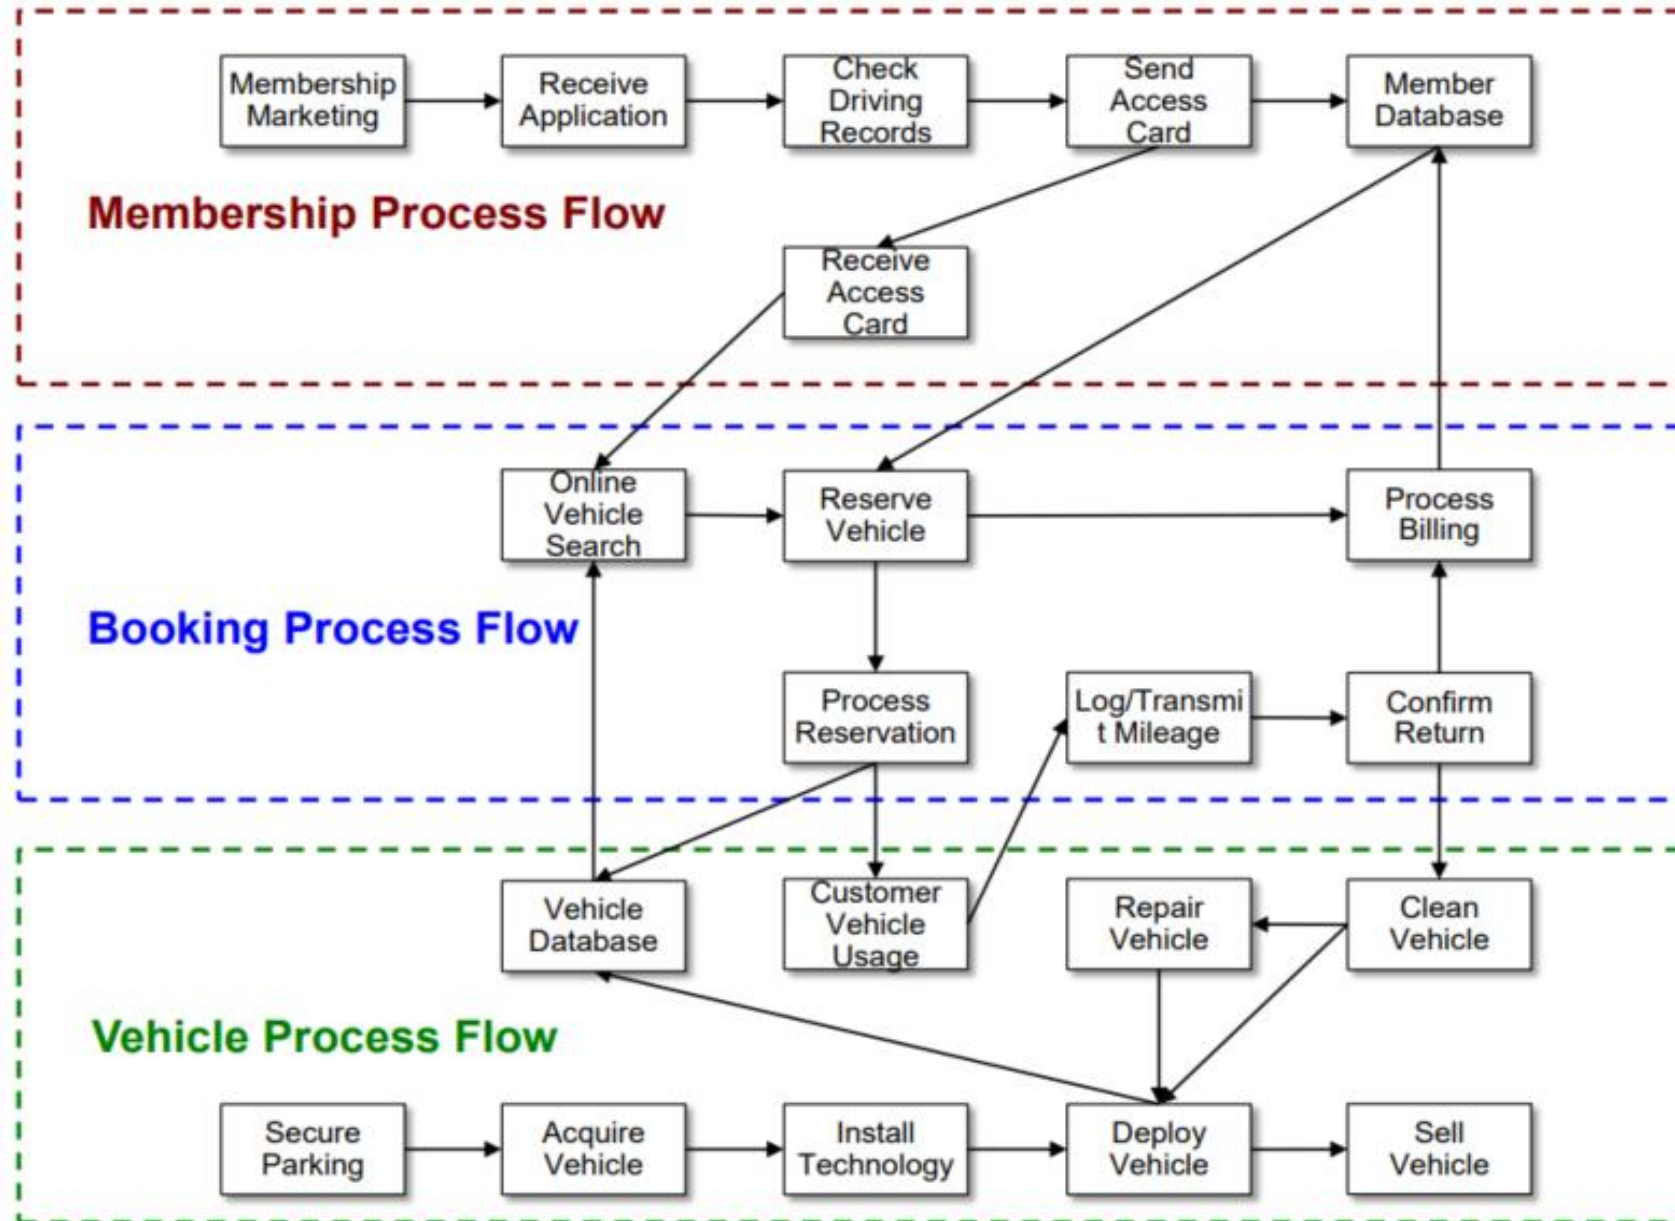 Membership
Marketing
Receive
Application
Check
Driving
Records
Send
Access
Card
Member
Database
Membership Process Flow
Receive
Access
Card
Online
Vehicle
Search
Reserve
Vehicle
Process
Billing
Booking Process Flow
Process
Reservation
Log/Transmi
t Mileage
Confirm
Return
Vehicle
Database
Customer
Vehicle
Usage
Repair
Vehicle
Clean
Vehicle
Vehicle Process Flow
Secure
Parking
Acquire
Vehicle
Install
Technology
Deploy
Vehicle
Sell
Vehicle